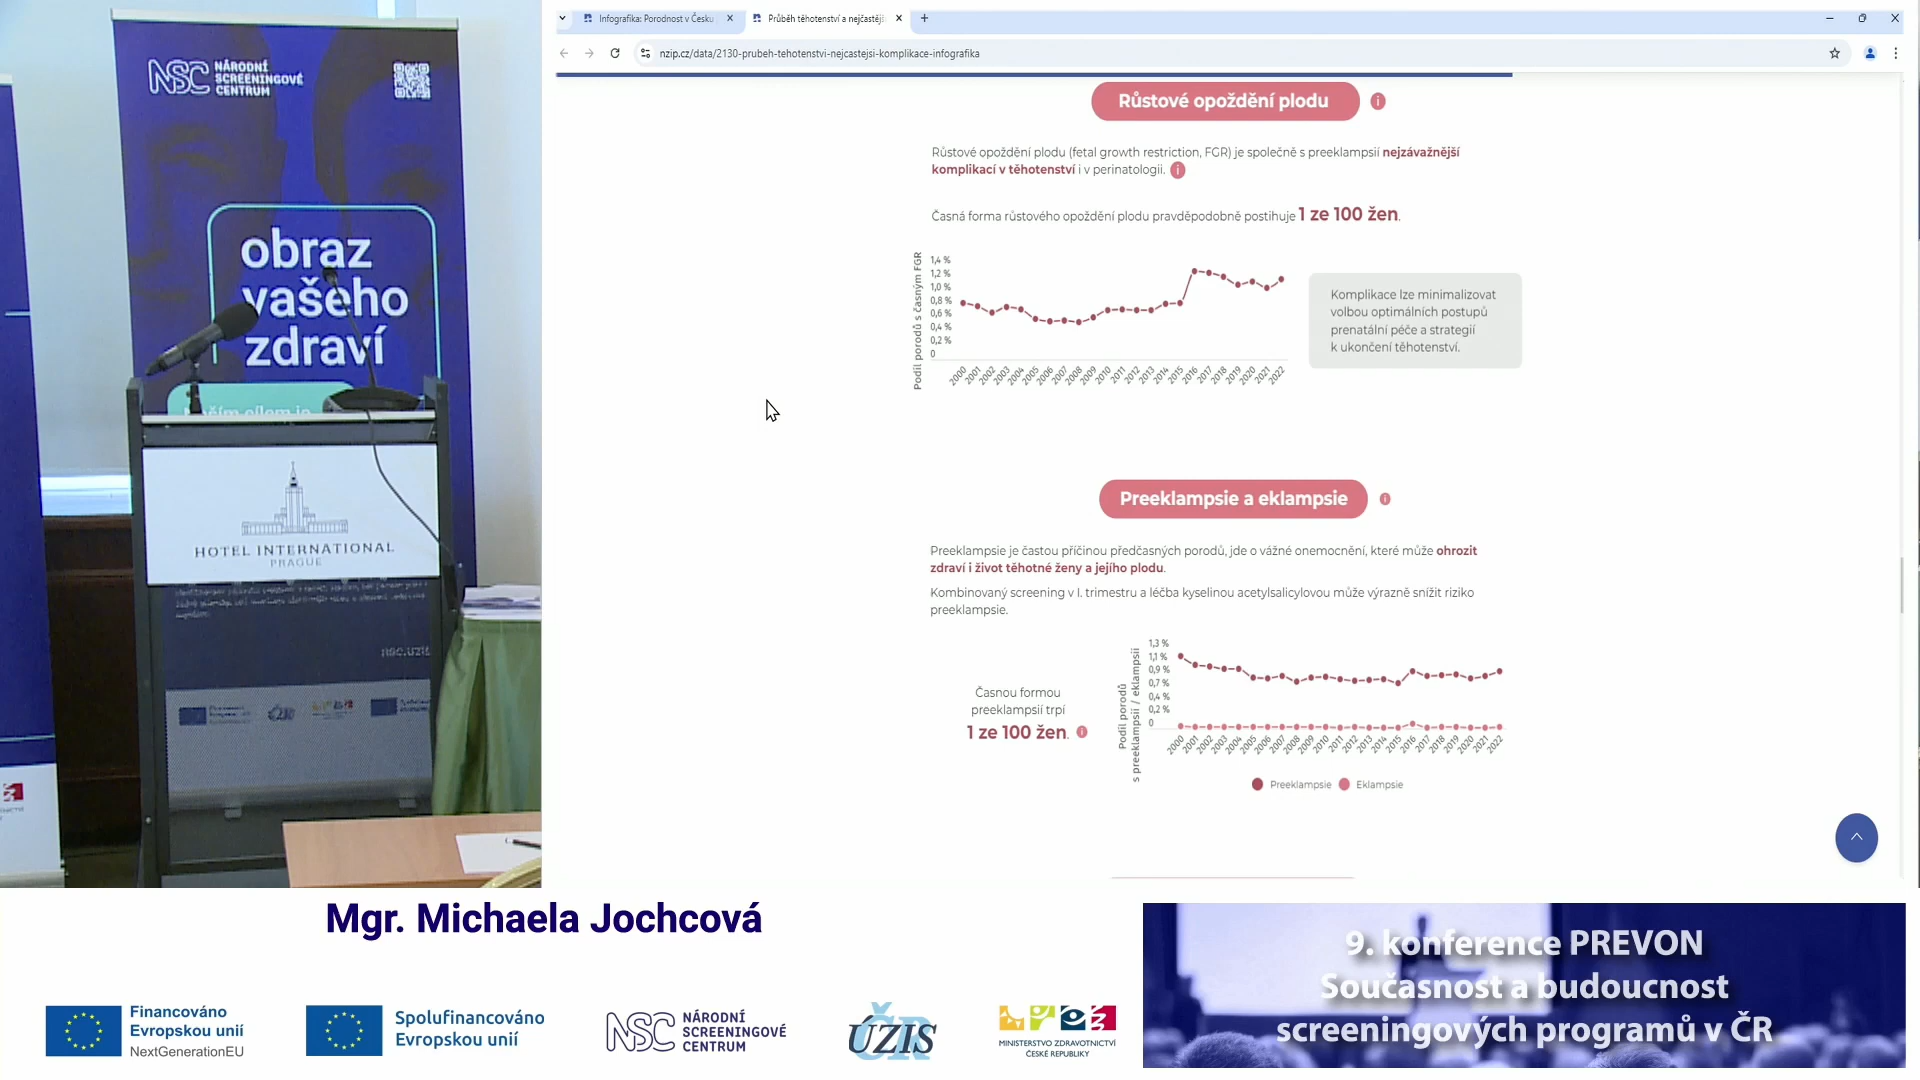 NSC NÁRODNÍ
SCREENINGOVÉ
CENTRUM
obraz
vašeho
zdraví
HOTEL INTERNATIONAL
PRAGUE
nsc.uzis
Infografika: Porodnost v Česku
Průběh těhotenství a nejčastějš
nzip.cz/data/2130-prubeh-tehotenstvi-nejcastejsi-komplikace-infografika
Růstové opoždění plodu
Růstové opoždění plodu (fetal growth restriction, FGR) je společně s preeklampsií nejzávažnější
komplikací v těhotenství i v perinatologii.
Časná forma růstového opoždění plodu pravděpodobně postihuje 1 ze 100 žen.
Podíl porodů s časným FGR
1,4 %
1,2 %
1,0 %
0,8 %
0,6 %
0,4 %
0,2 %
0
2000 2001 2002 2003 2004 2005 2006 2007 2008 2009 2010 2011 2012 2013 2014 2015 2016 2017 2018 2019 2020 2021 2022
Komplikace lze minimalizovat
volbou optimálních postupů
prenatální péče a strategií
k ukončení těhotenství.
Preeklampsie a eklampsie
Preeklampsie je častou příčinou předčasných porodů, jde o vážné onemocnění, které může ohrozit
zdraví i život těhotné ženy a jejího plodu.
Kombinovaný screening v I. trimestru a léčba kyselinou acetylsalicylovou může výrazně snížit riziko
preeklampsie.
Časnou formou
preeklampsií trpí
1 ze 100 žen.
Podíl porodů
s preeklampsií / eklampsií
1,3 %
1,1 %
0,9 %
0,7 %
0,4 %
0,2 %
0
2000 2001 2002 2003 2004 2005 2006 2007 2008 2009 2010 2011 2012 2013 2014 2015 2016 2017 2018 2019 2020 2021 2022
Preeklampsie Eklampsie
Mgr. Michaela Jochcová
9. konference PREVON
Současnost a budoucnost
screeningových programů v ČR
Financováno
Evropskou unií
NextGenerationEU
Spolufinancováno
Evropskou unií
NSC NÁRODNÍ
SCREENINGOVÉ
CENTRUM
ÚZIS ČR
MINISTERSTVO ZDRAVOTNICTVÍ
ČESKÉ REPUBLIKY